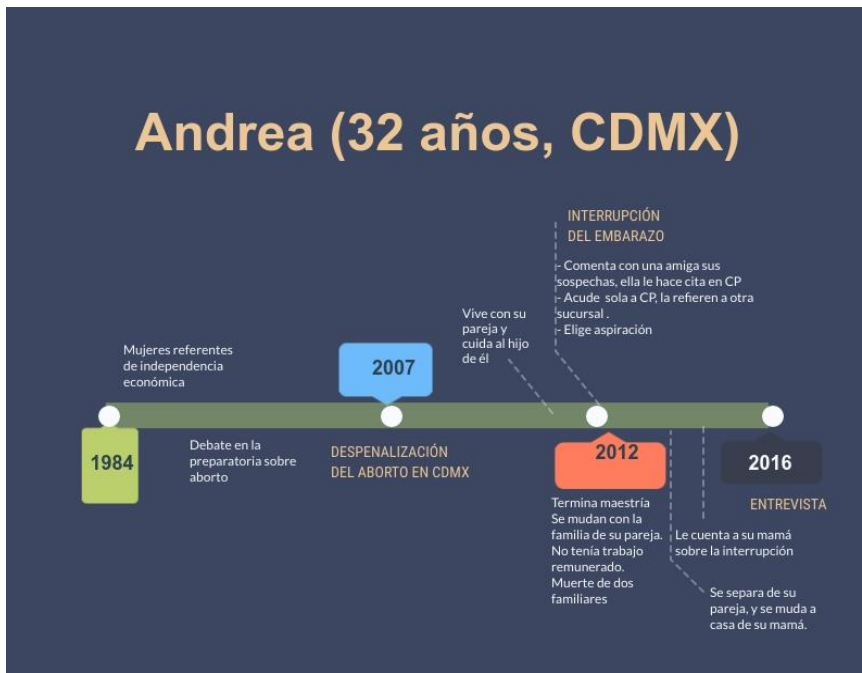 Andrea (32 años, CDMX)
INTERRUPCIÓN
DEL EMBARAZO
- Comenta con una amiga sus
sospechas, ella le hace cita en CP
- Acude sola a CP, la refieren a otra
sucursal .
- Elige aspiración
Vive con su
pareja y
cuida al hijo
de él
Mujeres referentes
de independencia
económica
2007
1984
Debate en la
preparatoria sobre
aborto
DESPENALIZACIÓN
DEL ABORTO EN CDMX
2012
2016
ENTREVISTA
Termina maestría
Se mudan con la
familia de su pareja.
No tenía trabajo
remunerado.
Muerte de dos
familiares
Le cuenta a su mamá
sobre la interrupción
Se separa de su
pareja, y se muda a
casa de su mamá.